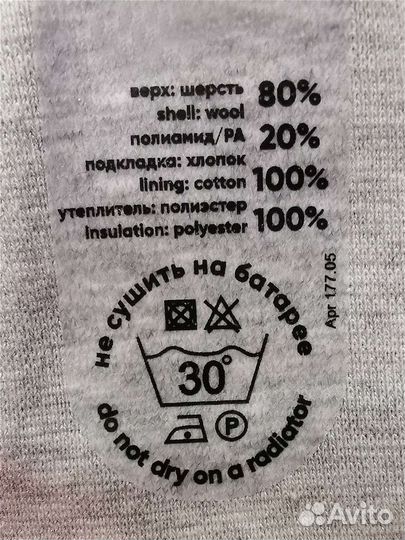 верх: шерсть 80%
shell: wool
полиамид/PA 20%
подкладка: хлопок
lining: cotton 100%
утеплитель: полиэстер
insulation: polyester 100%
Арт 177.05
не сушить на батарее
30°
P
do not dry on a radiator
Avito